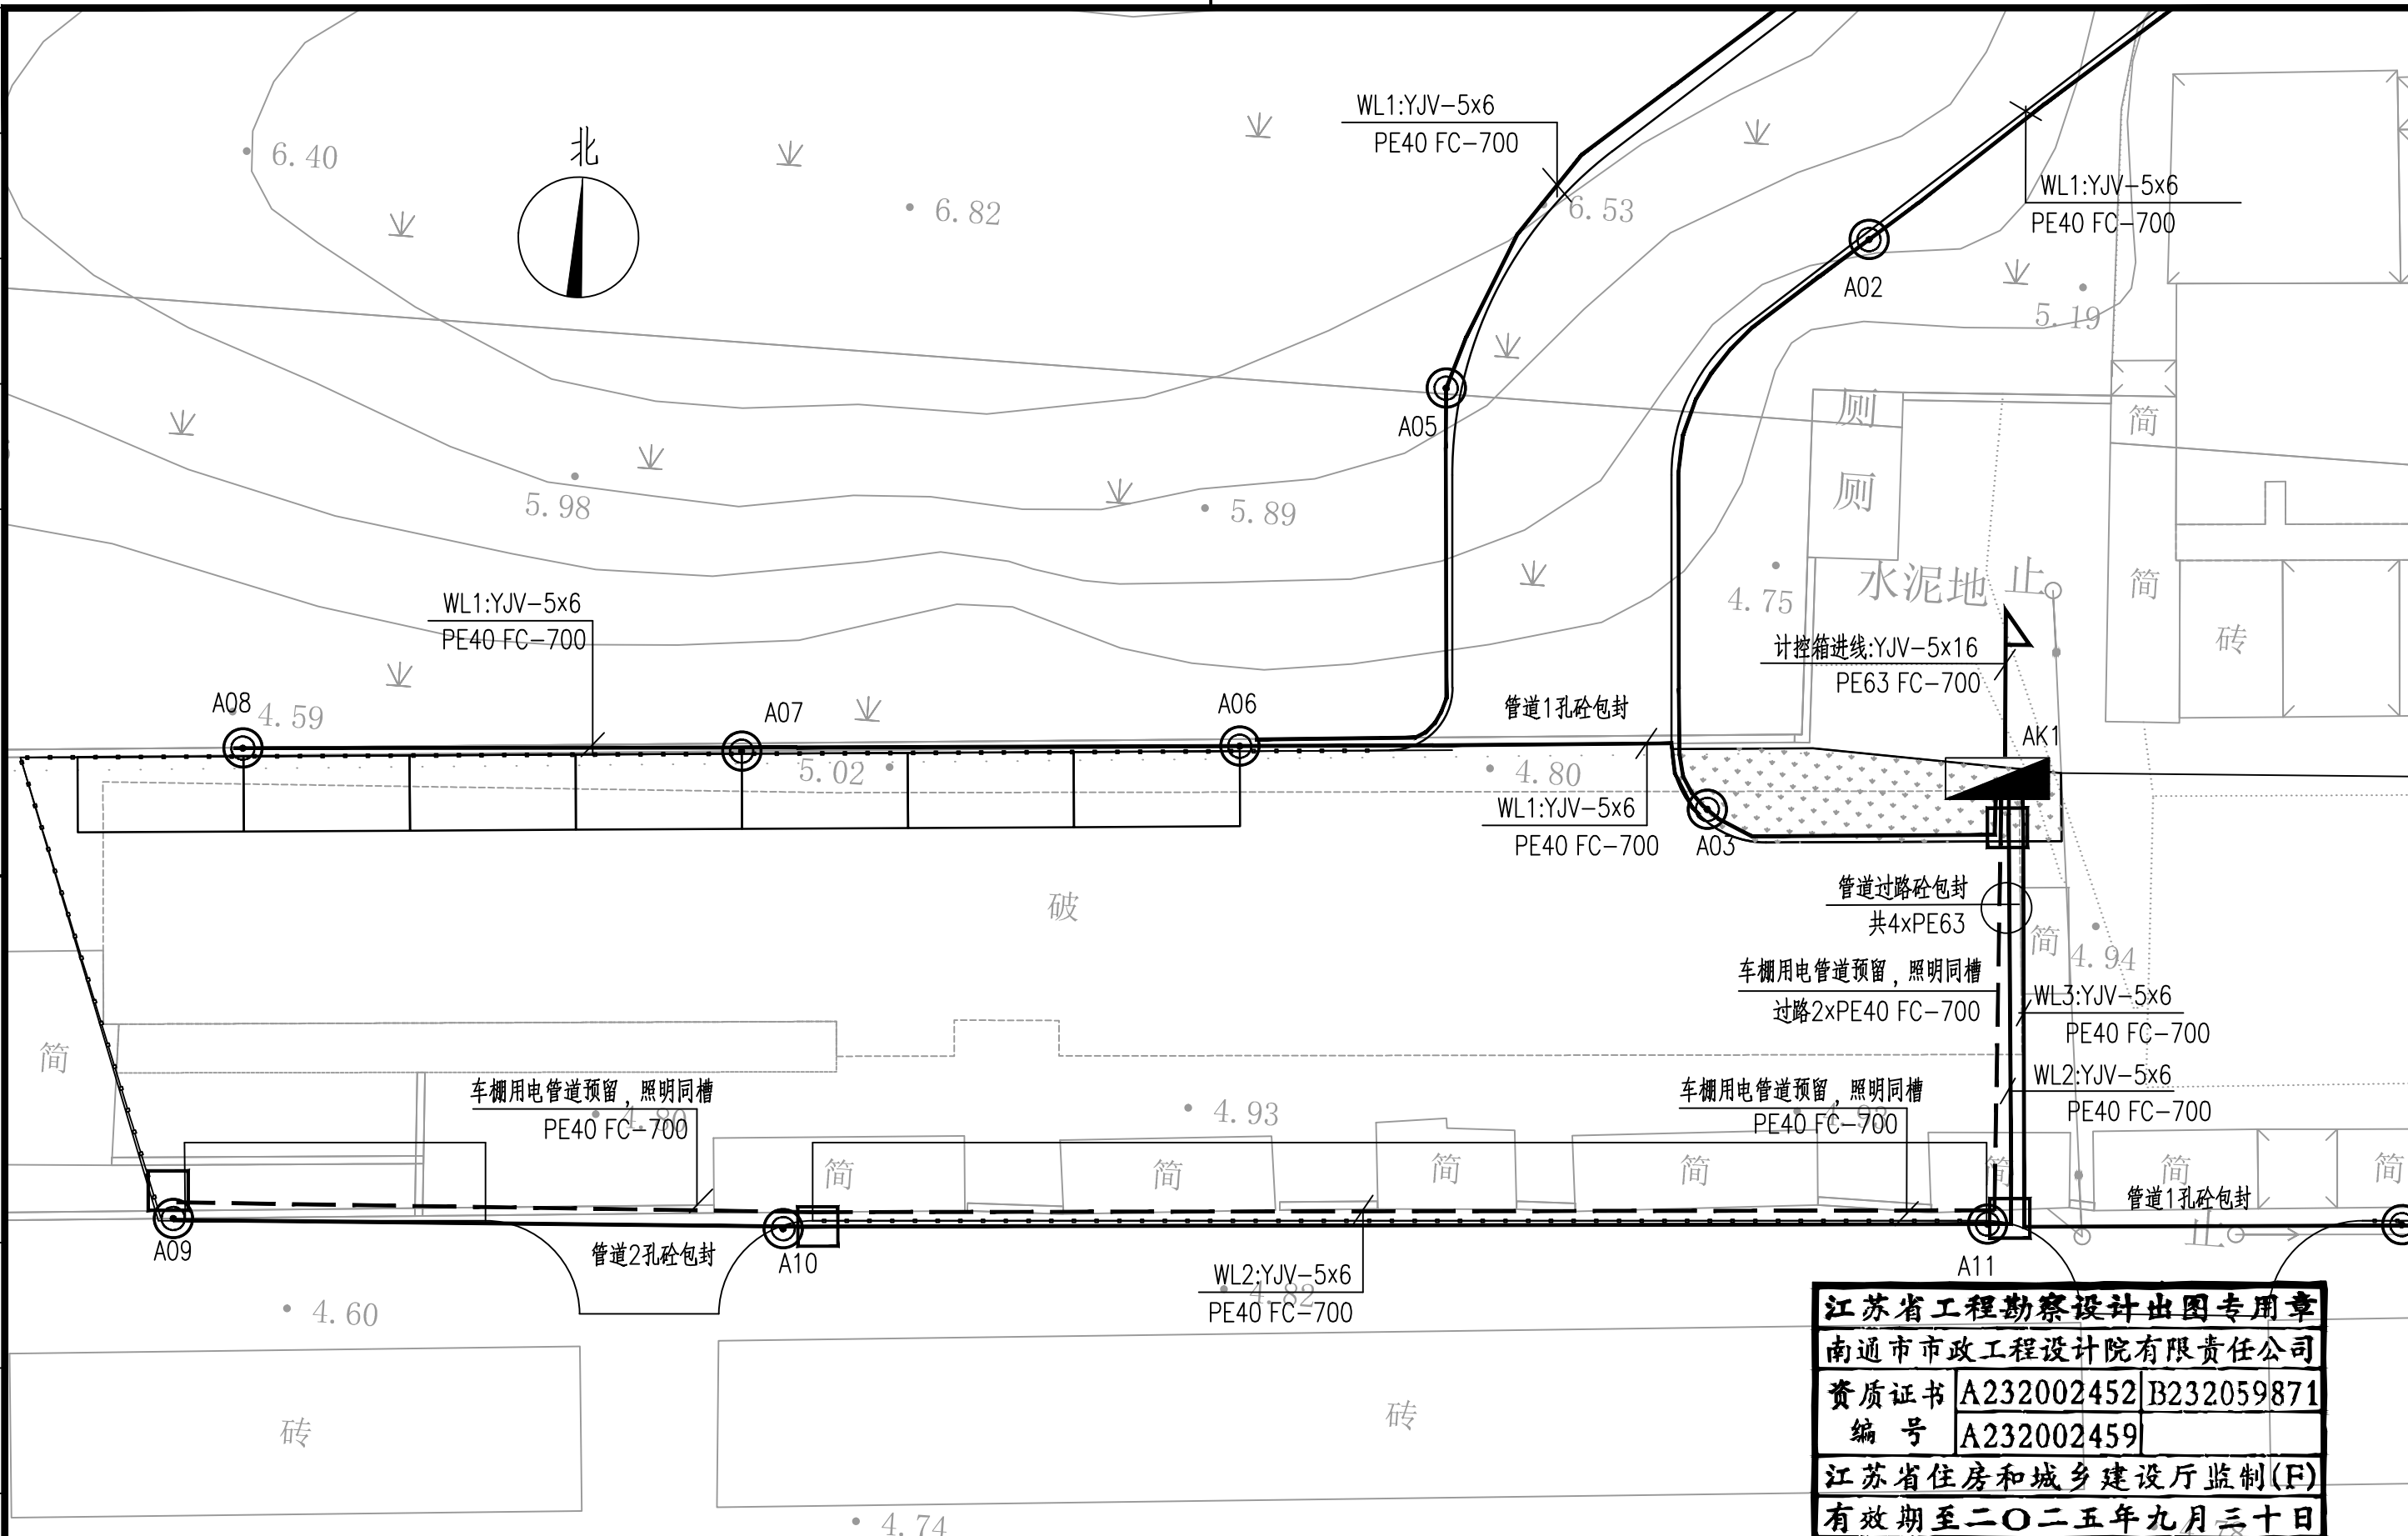 WL1:YJV-5x6
PE40 FC-700
北
6.40
6.82
6.53
WL1:YJV-5x6
PE40 FC-700
A02
5.19
A05
厕
简
厕
5.98
5.89
水泥地
止
简
4.75
WL1:YJV-5x6
PE40 FC-700
计控箱进线:YJV-5x16
PE63 FC-700
砖
A08
4.59
A07
A06
管道1孔砼包封
AK1
5.02
4.80
WL1:YJV-5x6
PE40 FC-700
A03
破
管道过路砼包封
共4xPE63
简
4.94
车棚用电管道预留，照明同槽
过路2xPE40 FC-700
WL3:YJV-5x6
PE40 FC-700
简
WL2:YJV-5x6
PE40 FC-700
车棚用电管道预留，照明同槽
PE40 FC-700
4.80
4.93
车棚用电管道预留，照明同槽
PE40 FC-700
简
简
简
简
简
简
简
管道1孔砼包封
止
A09
管道2孔砼包封
A10
A11
WL2:YJV-5x6
PE40 FC-700
4.82
4.60
砖
砖
4.74
江苏省工程勘察设计出图专用章
南通市市政工程设计院有限责任公司
资质证书 A232002452 B232059871
编号 A232002459
江苏省住房和城乡建设厅监制(F)
有效期至二〇二五年九月三十日